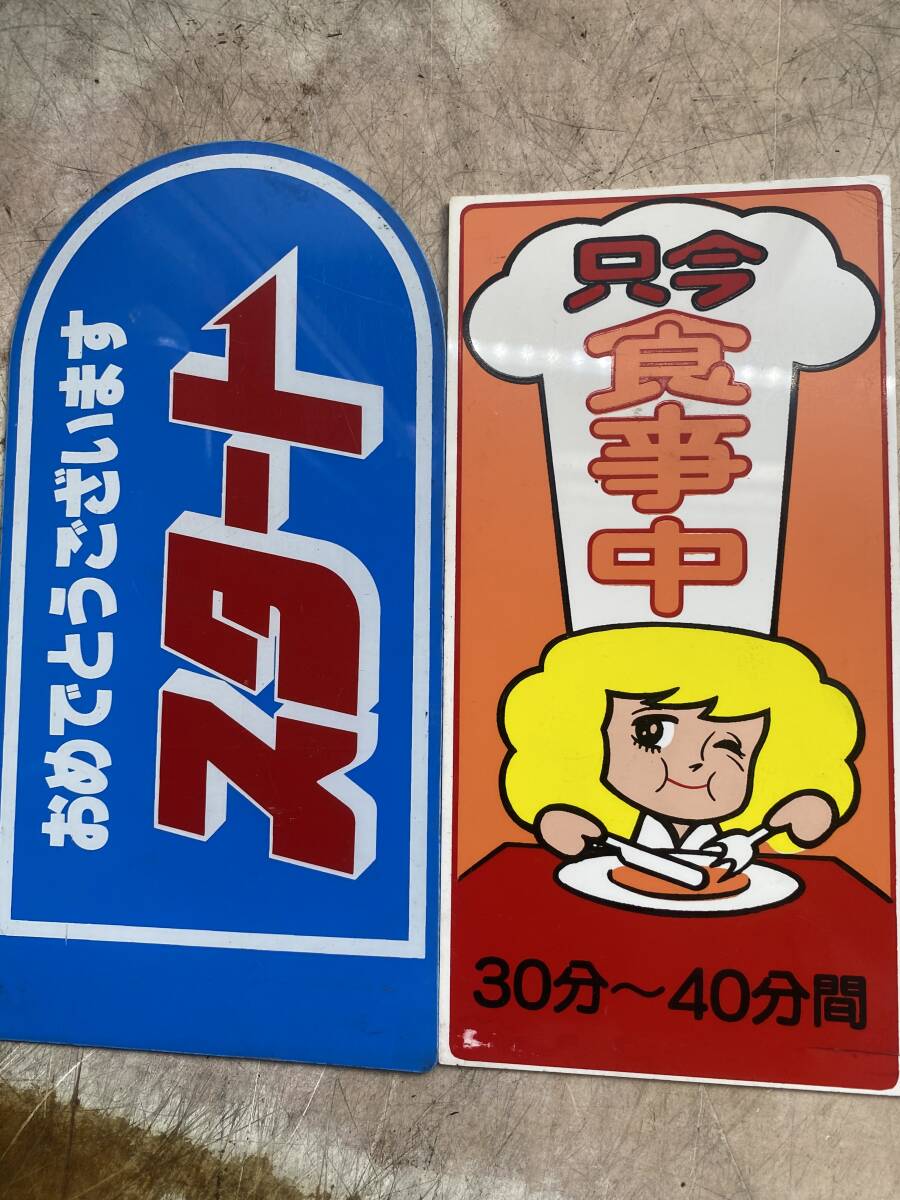 おめでとうございます
スタート
只今
食事中
30分～40分間